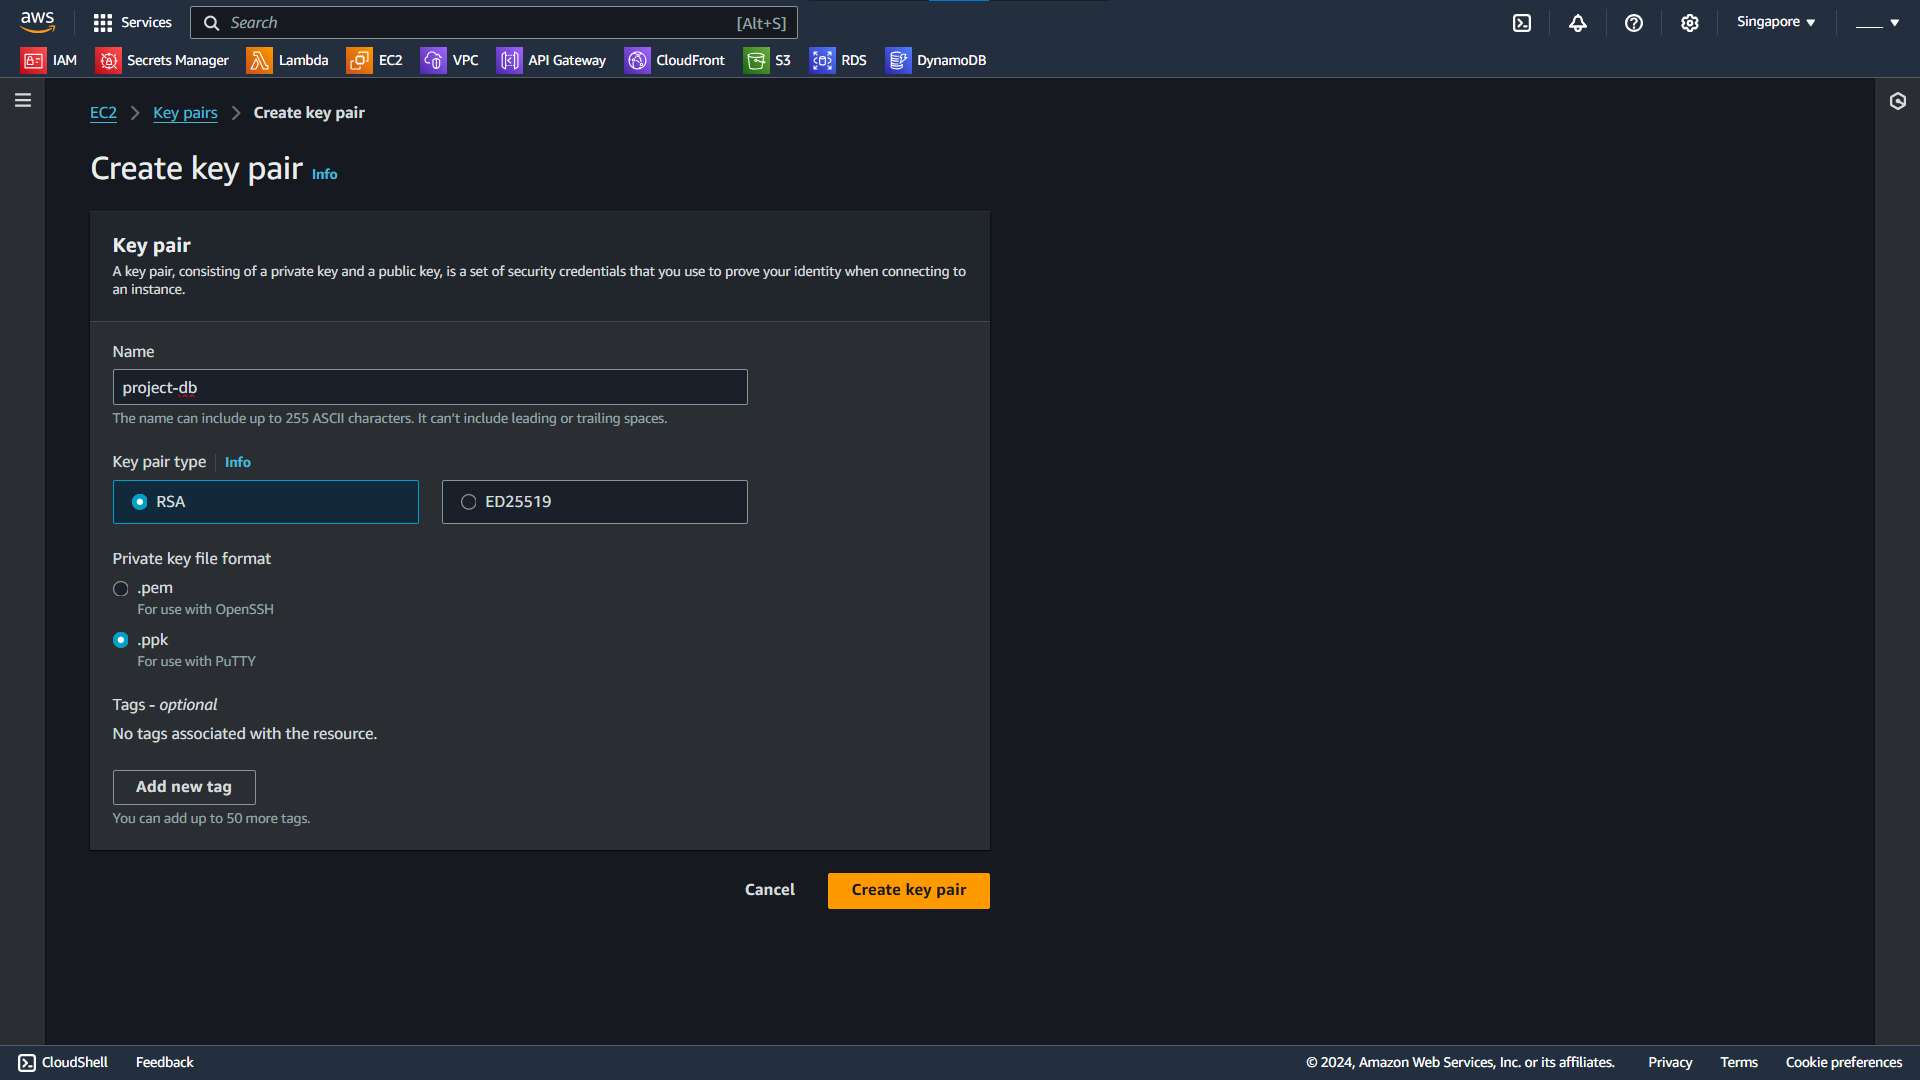 aws
Services
Search [Alt+S]
Singapore
IAM
Secrets Manager
Lambda
EC2
VPC
API Gateway
CloudFront
S3
RDS
DynamoDB
EC2
Key pairs
Create key pair
Create key pair Info
Key pair
A key pair, consisting of a private key and a public key, is a set of security credentials that you use to prove your identity when connecting to
an instance.
Name
project-db
The name can include up to 255 ASCII characters. It can't include leading or trailing spaces.
Key pair type Info
RSA
ED25519
Private key file format
.pem
For use with OpenSSH
.ppk
For use with PuTTY
Tags - optional
No tags associated with the resource.
Add new tag
You can add up to 50 more tags.
Cancel
Create key pair
CloudShell
Feedback
© 2024, Amazon Web Services, Inc. or its affiliates.
Privacy
Terms
Cookie preferences